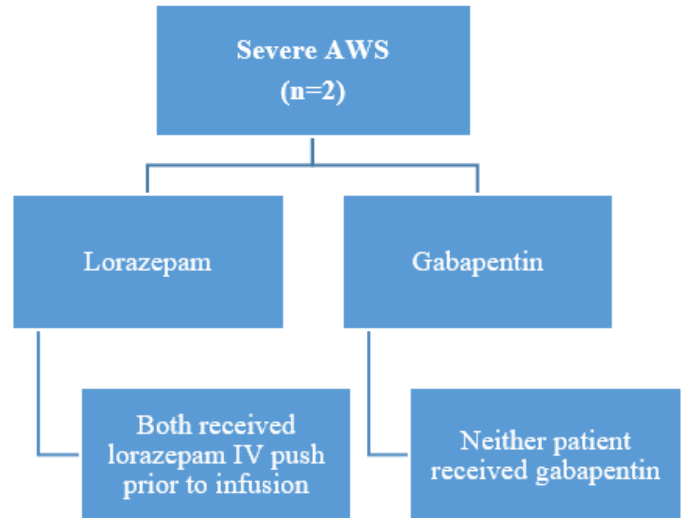 Severe AWS
(n=2)
Lorazepam
Gabapentin
Both received
lorazepam IV push
prior to infusion
Neither patient
received gabapentin